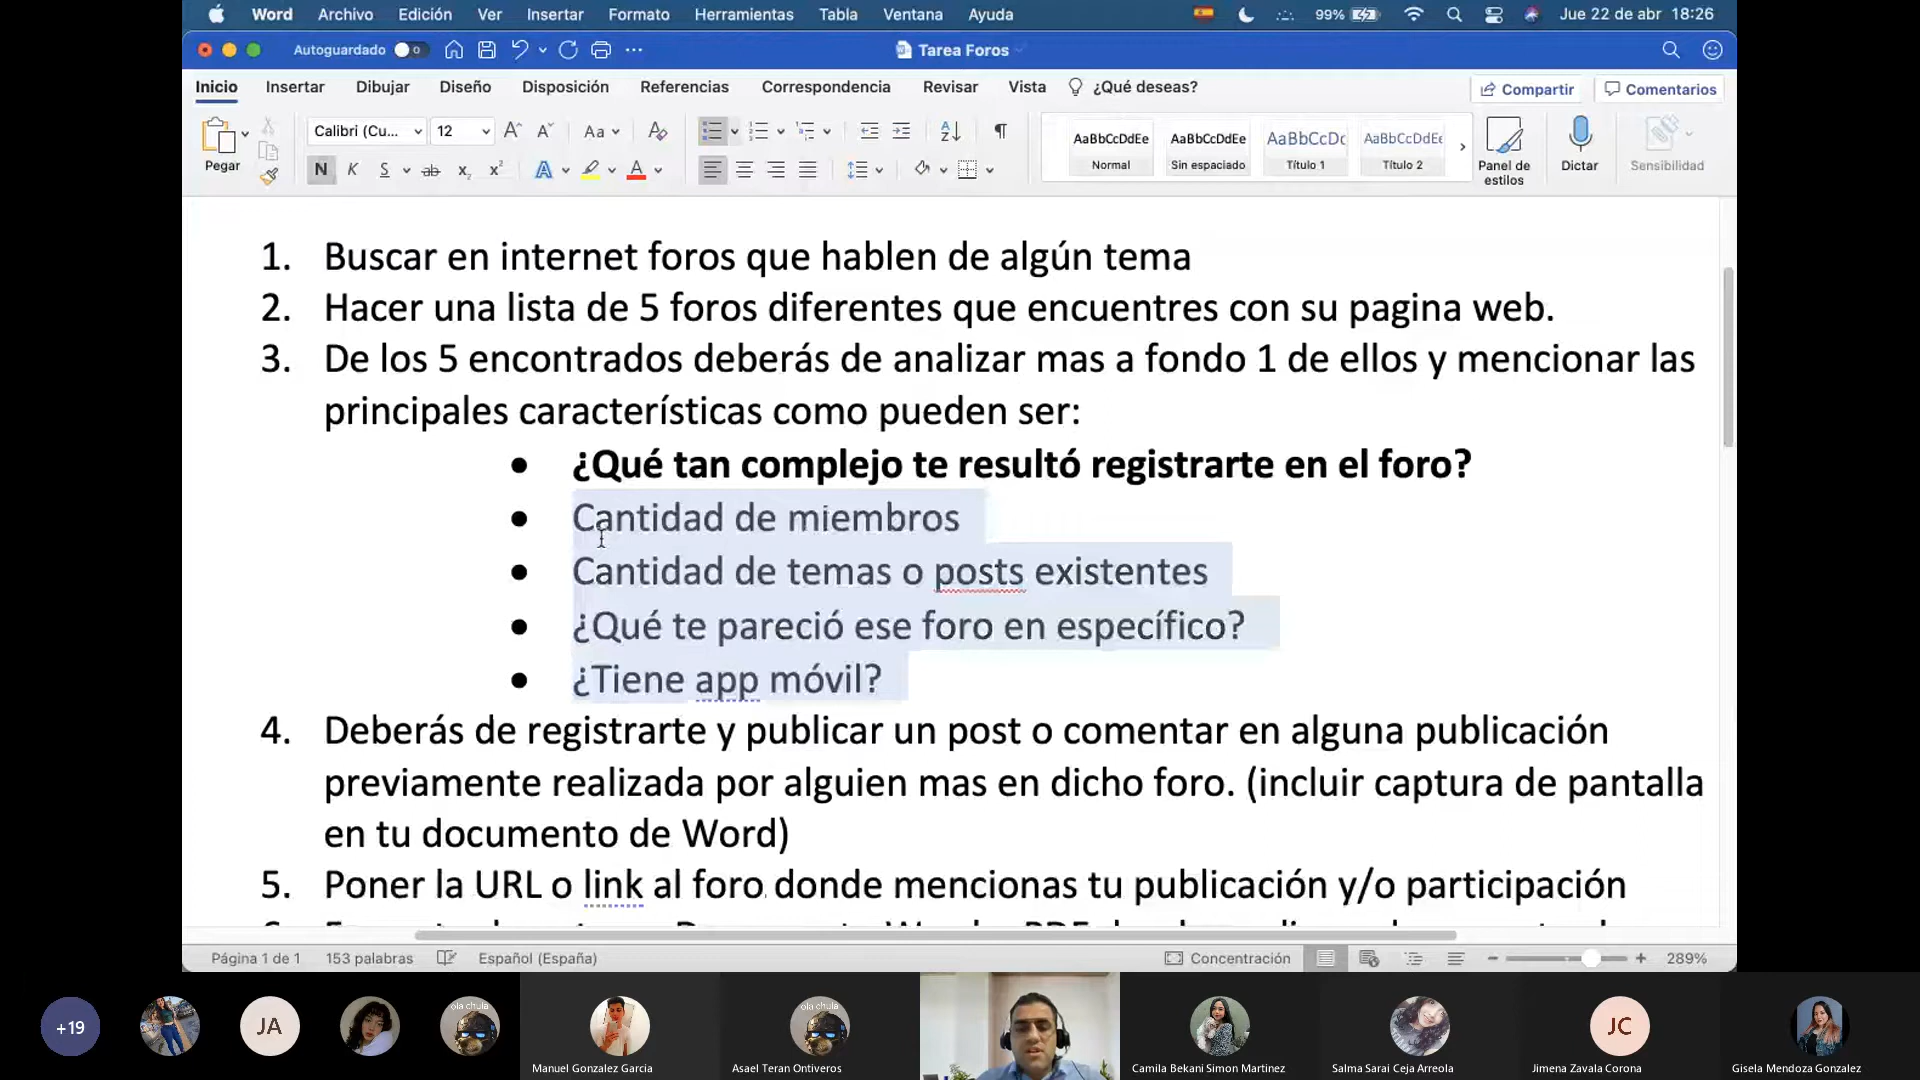 Word Archivo Edición Ver Insertar Formato Herramientas Tabla Ventana Ayuda 99% Jue 22 de abr 18:26
Autoguardado Tarea Foros
Inicio Insertar Dibujar Diseño Disposición Referencias Correspondencia Revisar Vista ¿Qué deseas? Compartir Comentarios
Pegar
Calibri (Cu... 12
N K S ab x₂ x² A A
AaBbCcDdEe Normal
AaBbCcDdEe Sin espaciado
AaBbCcDc Título 1
AaBbCcDdEe Título 2
Panel de estilos
Dictar
Sensibilidad
1. Buscar en internet foros que hablen de algún tema
2. Hacer una lista de 5 foros diferentes que encuentres con su pagina web.
3. De los 5 encontrados deberás de analizar mas a fondo 1 de ellos y mencionar las
principales características como pueden ser:
• ¿Qué tan complejo te resultó registrarte en el foro?
• Cantidad de miembros
• Cantidad de temas o posts existentes
• ¿Qué te pareció ese foro en específico?
• ¿Tiene app móvil?
4. Deberás de registrarte y publicar un post o comentar en alguna publicación
previamente realizada por alguien mas en dicho foro. (incluir captura de pantalla
en tu documento de Word)
5. Poner la URL o link al foro donde mencionas tu publicación y/o participación
Página 1 de 1 153 palabras Español (España) Concentración 289%
+19
JA
ola chula
ola chula
JC
Manuel Gonzalez Garcia
Asael Teran Ontiveros
Camila Bekani Simon Martinez
Salma Sarai Ceja Arreola
Jimena Zavala Corona
Gisela Mendoza Gonzalez